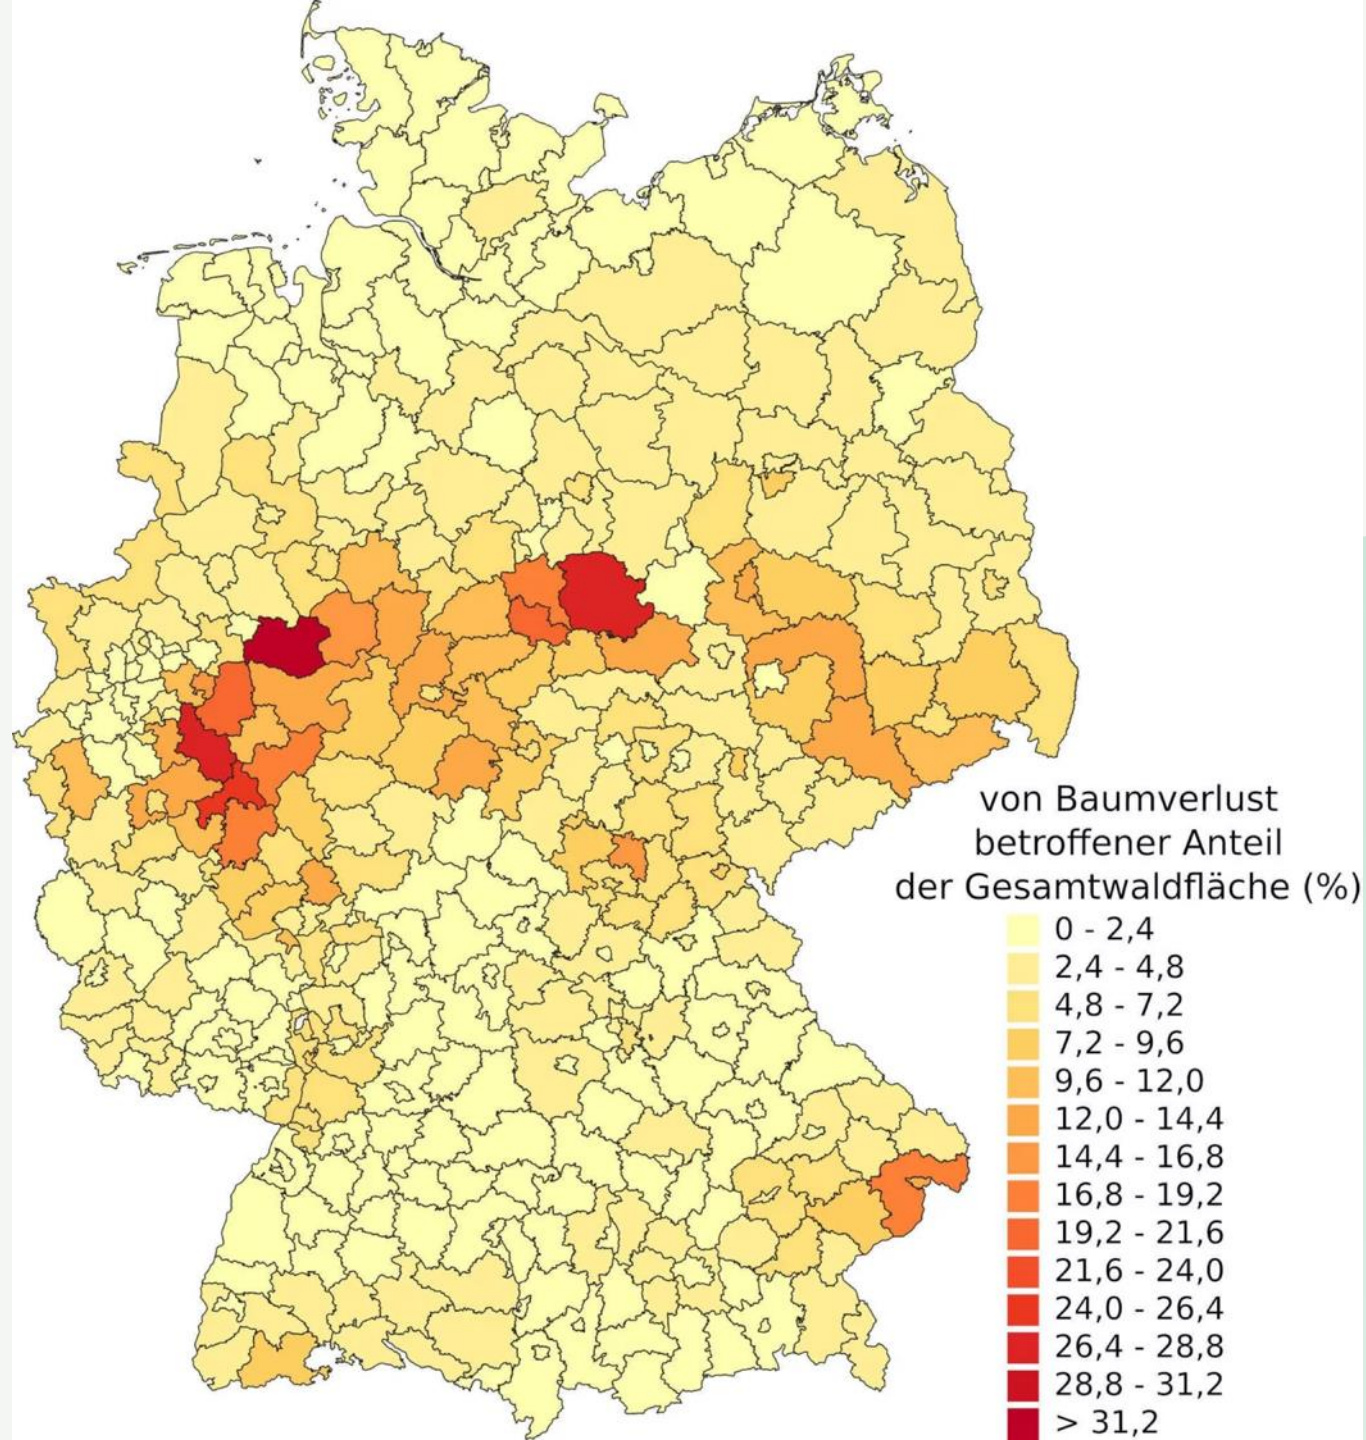 von Baumverlust
betroffener Anteil
der Gesamtwaldfläche (%)
0 - 2,4
2,4 - 4,8
4,8 - 7,2
7,2 - 9,6
9,6 - 12,0
12,0 - 14,4
14,4 - 16,8
16,8 - 19,2
19,2 - 21,6
21,6 - 24,0
24,0 - 26,4
26,4 - 28,8
28,8 - 31,2
> 31,2